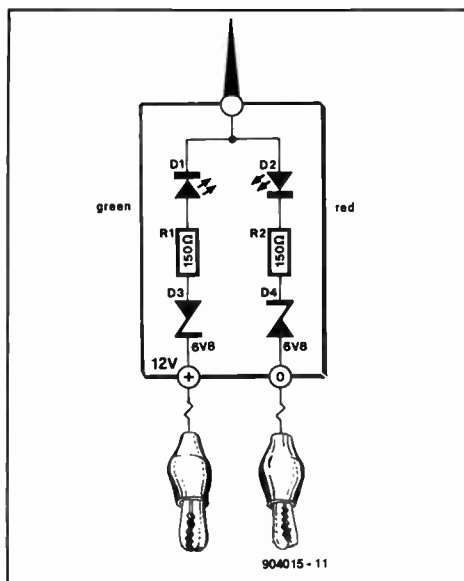 D1
D2
green
red
R1
150Ω
R2
150Ω
D3
D4
6V8
6V8
12V
+
0
904015 - 11